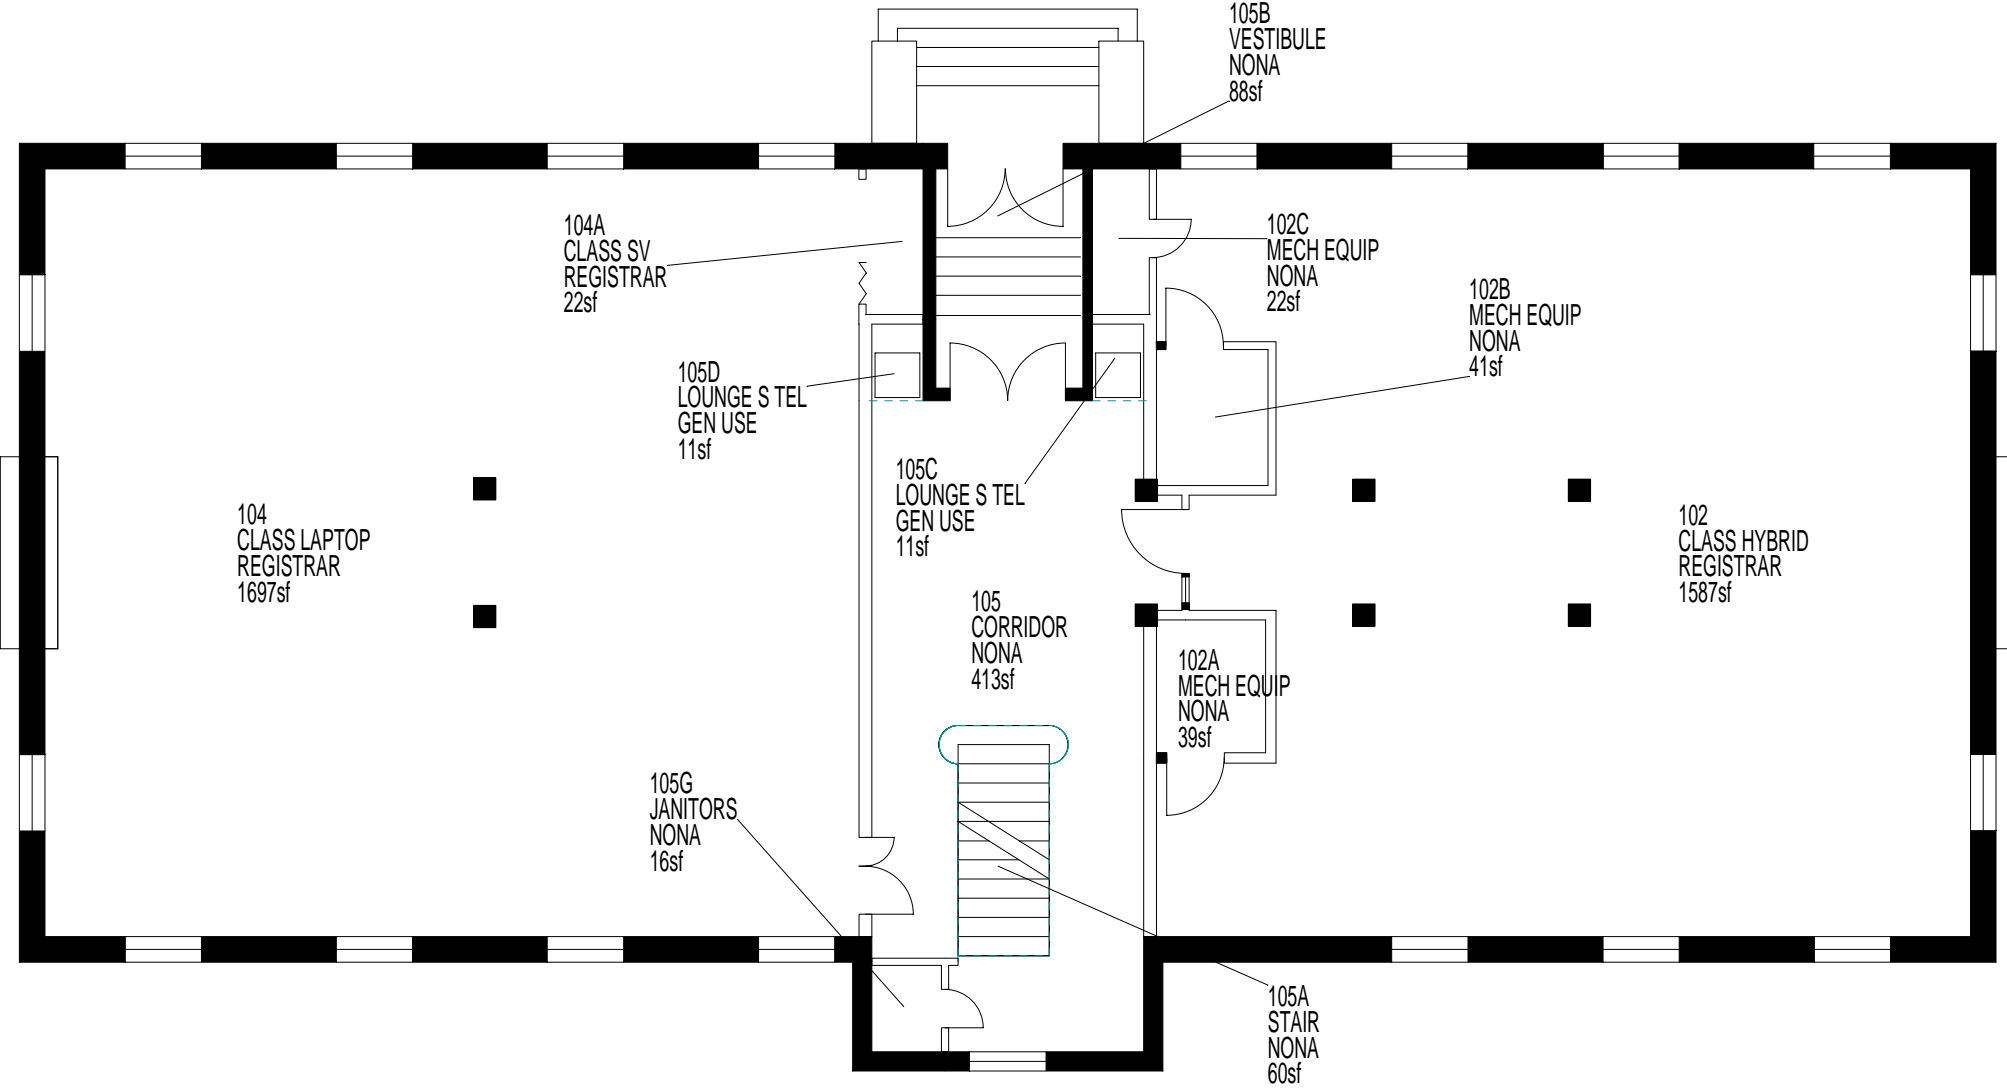 105B
VESTIBULE
NONA
88sf
104A
CLASS SV
REGISTRAR
22sf
102C
MECH EQUIP
NONA
22sf
102B
MECH EQUIP
NONA
41sf
105D
LOUNGE S TEL
GEN USE
11sf
105C
LOUNGE S TEL
GEN USE
11sf
104
CLASS LAPTOP
REGISTRAR
1697sf
102
CLASS HYBRID
REGISTRAR
1587sf
105
CORRIDOR
NONA
413sf
102A
MECH EQUIP
NONA
39sf
105G
JANITORS
NONA
16sf
105A
STAIR
NONA
60sf